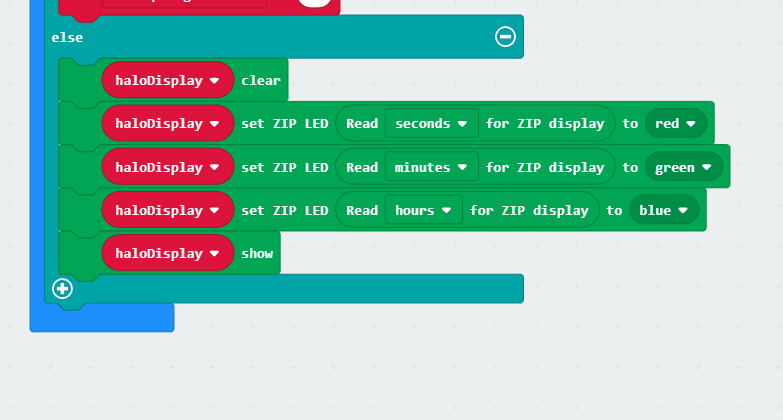 else
haloDisplay clear
haloDisplay set ZIP LED Read seconds for ZIP display to red
haloDisplay set ZIP LED Read minutes for ZIP display to green
haloDisplay set ZIP LED Read hours for ZIP display to blue
haloDisplay show